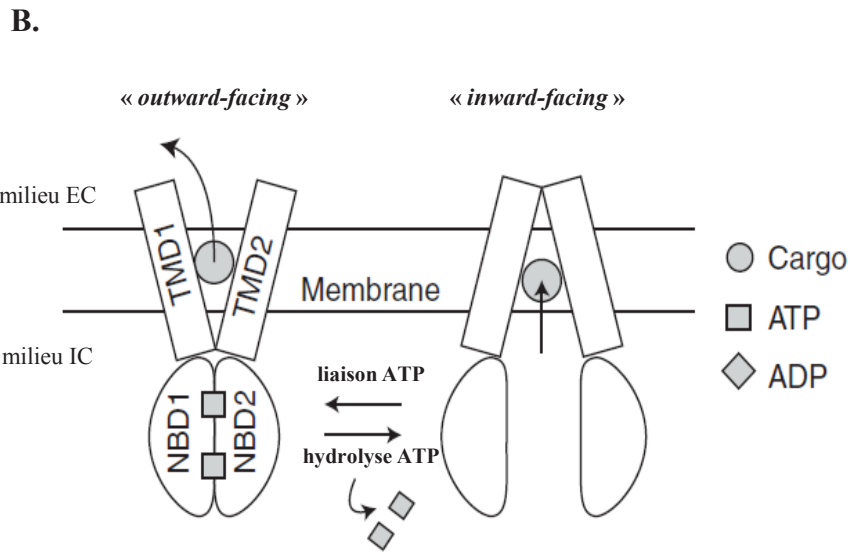 B.
« outward-facing »
« inward-facing »
milieu EC
TMD1
TMD2
Membrane
Cargo
ATP
ADP
milieu IC
liaison ATP
NBD1
NBD2
hydrolyse ATP